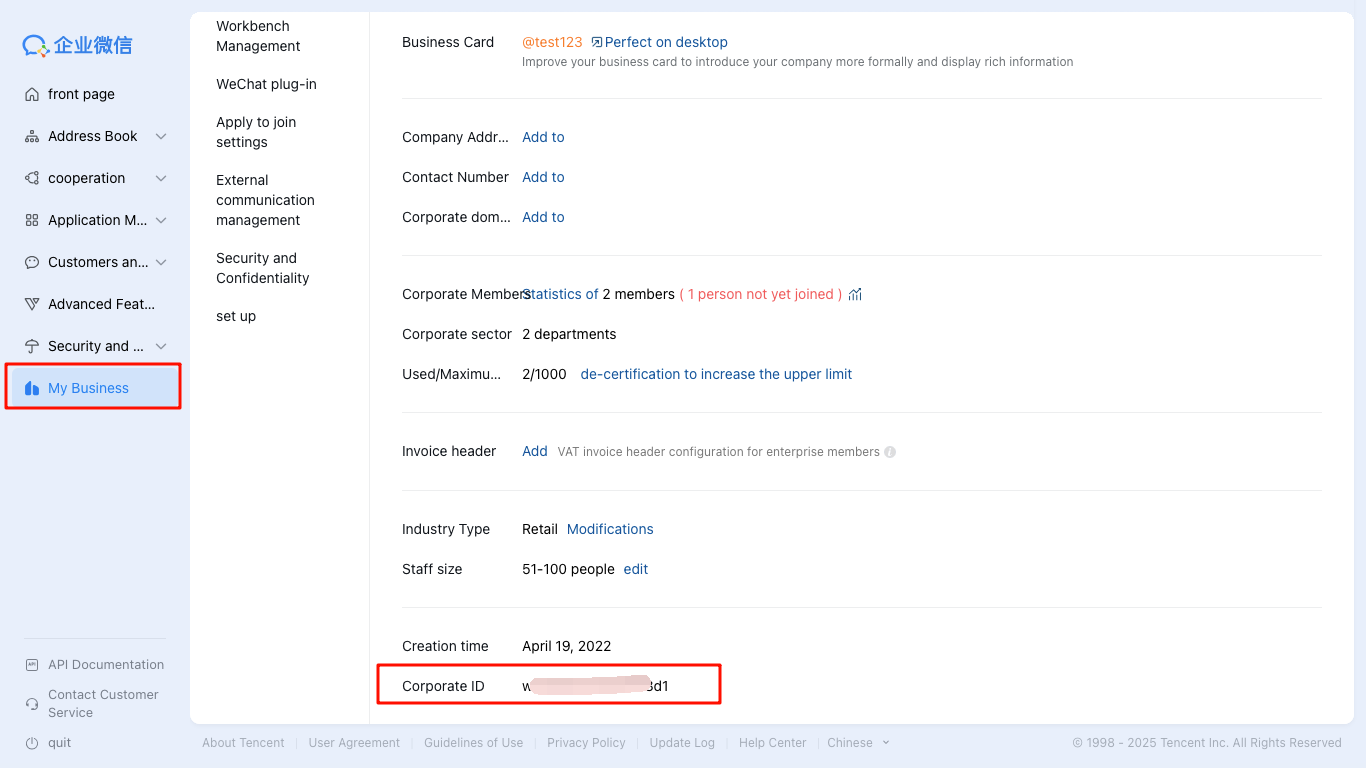 企业微信
front page
Address Book
cooperation
Application M...
Customers an...
Advanced Feat...
Security and ...
My Business
API Documentation
Contact Customer
Service
quit
Workbench
Management
WeChat plug-in
Apply to join
settings
External
communication
management
Security and
Confidentiality
set up
Business Card @test123 Perfect on desktop
Improve your business card to introduce your company more formally and display rich information
Company Addr... Add to
Contact Number Add to
Corporate dom... Add to
Corporate Members Statistics of 2 members ( 1 person not yet joined )
Corporate sector 2 departments
Used/Maximu... 2/1000 de-certification to increase the upper limit
Invoice header Add VAT invoice header configuration for enterprise members
Industry Type Retail Modifications
Staff size 51-100 people edit
Creation time April 19, 2022
Corporate ID
About Tencent User Agreement Guidelines of Use Privacy Policy Update Log Help Center Chinese
© 1998 - 2025 Tencent Inc. All Rights Reserved